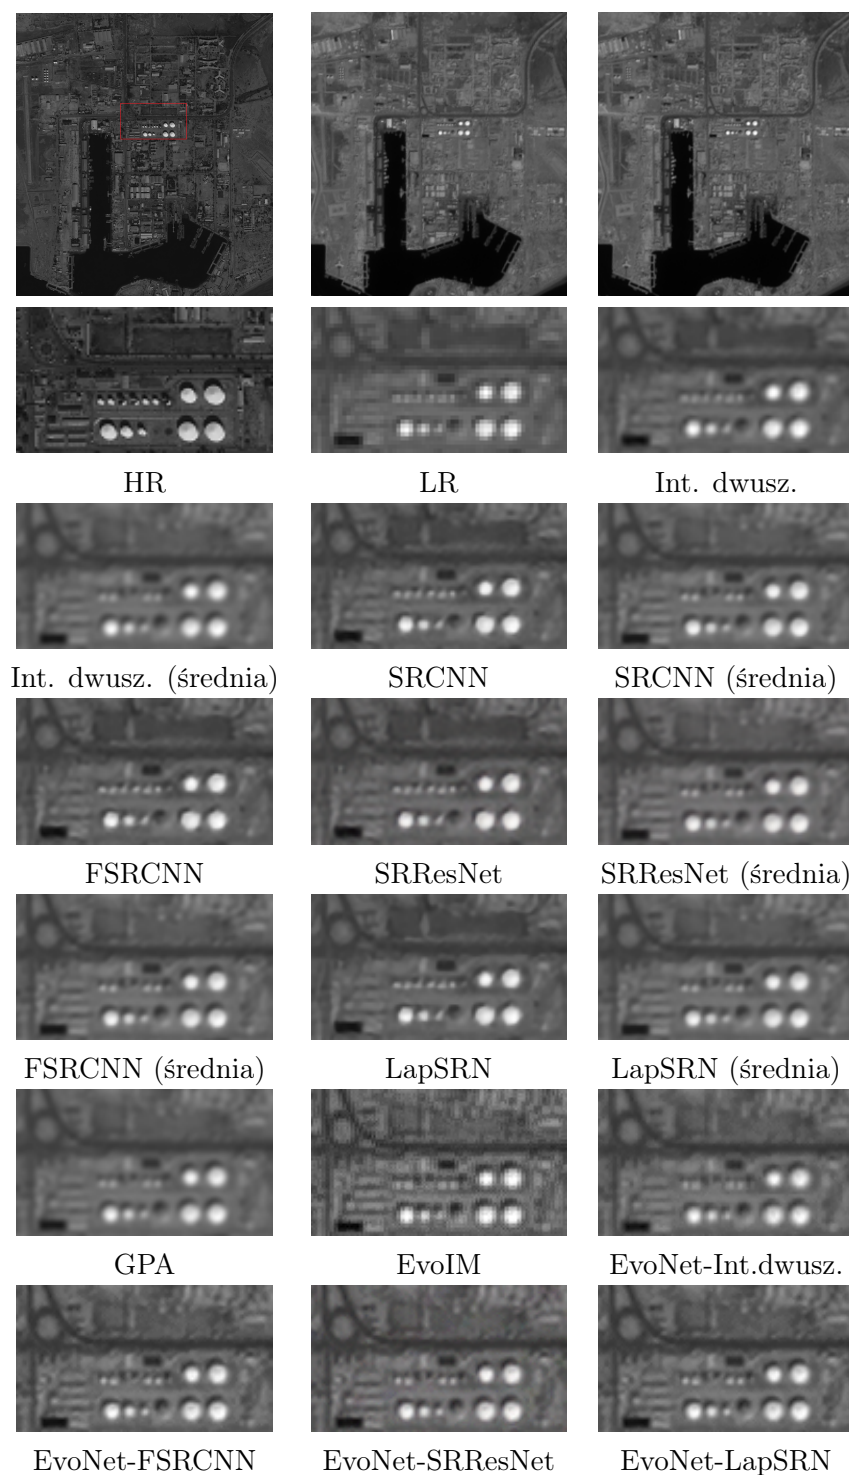 HR LR Int. dwusz.
Int. dwusz. (średnia) SRCNN SRCNN (średnia)
FSRCNN SRResNet SRResNet (średnia)
FSRCNN (średnia) LapSRN LapSRN (średnia)
GPA EvoIM EvoNet-Int.dwusz.
EvoNet-FSRCNN EvoNet-SRResNet EvoNet-LapSRN